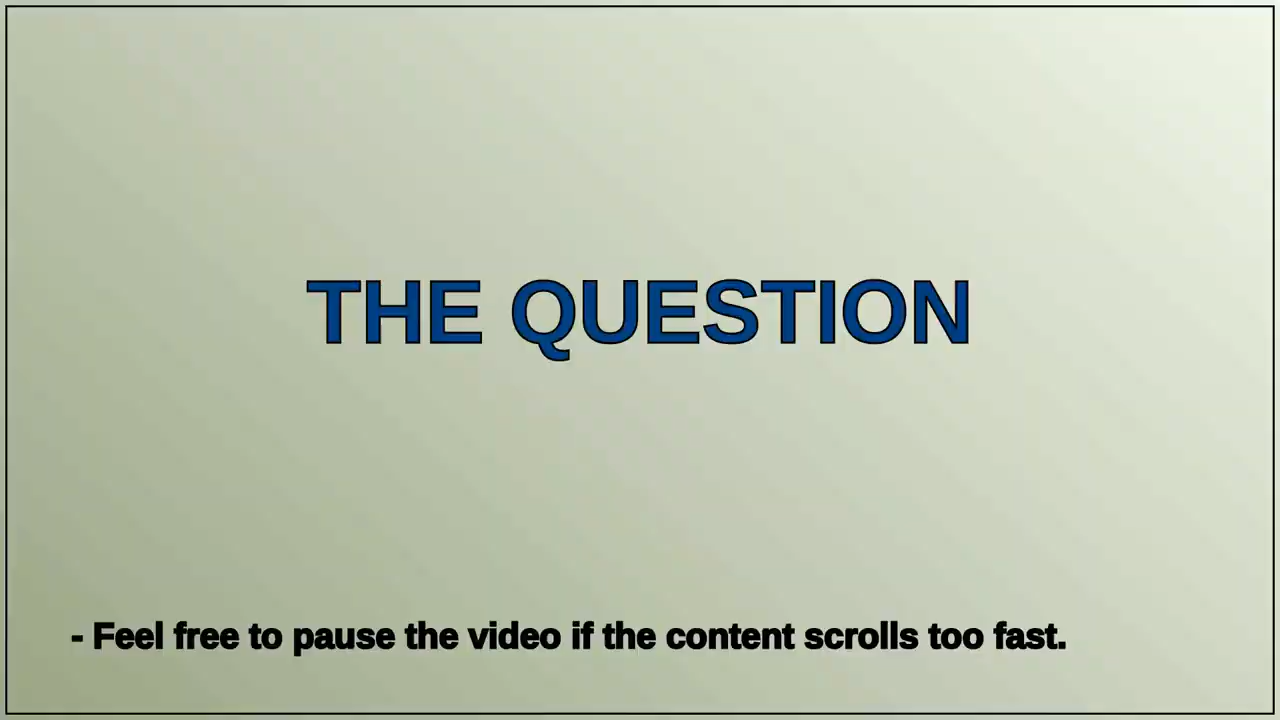 THE QUESTION
- Feel free to pause the video if the content scrolls too fast.